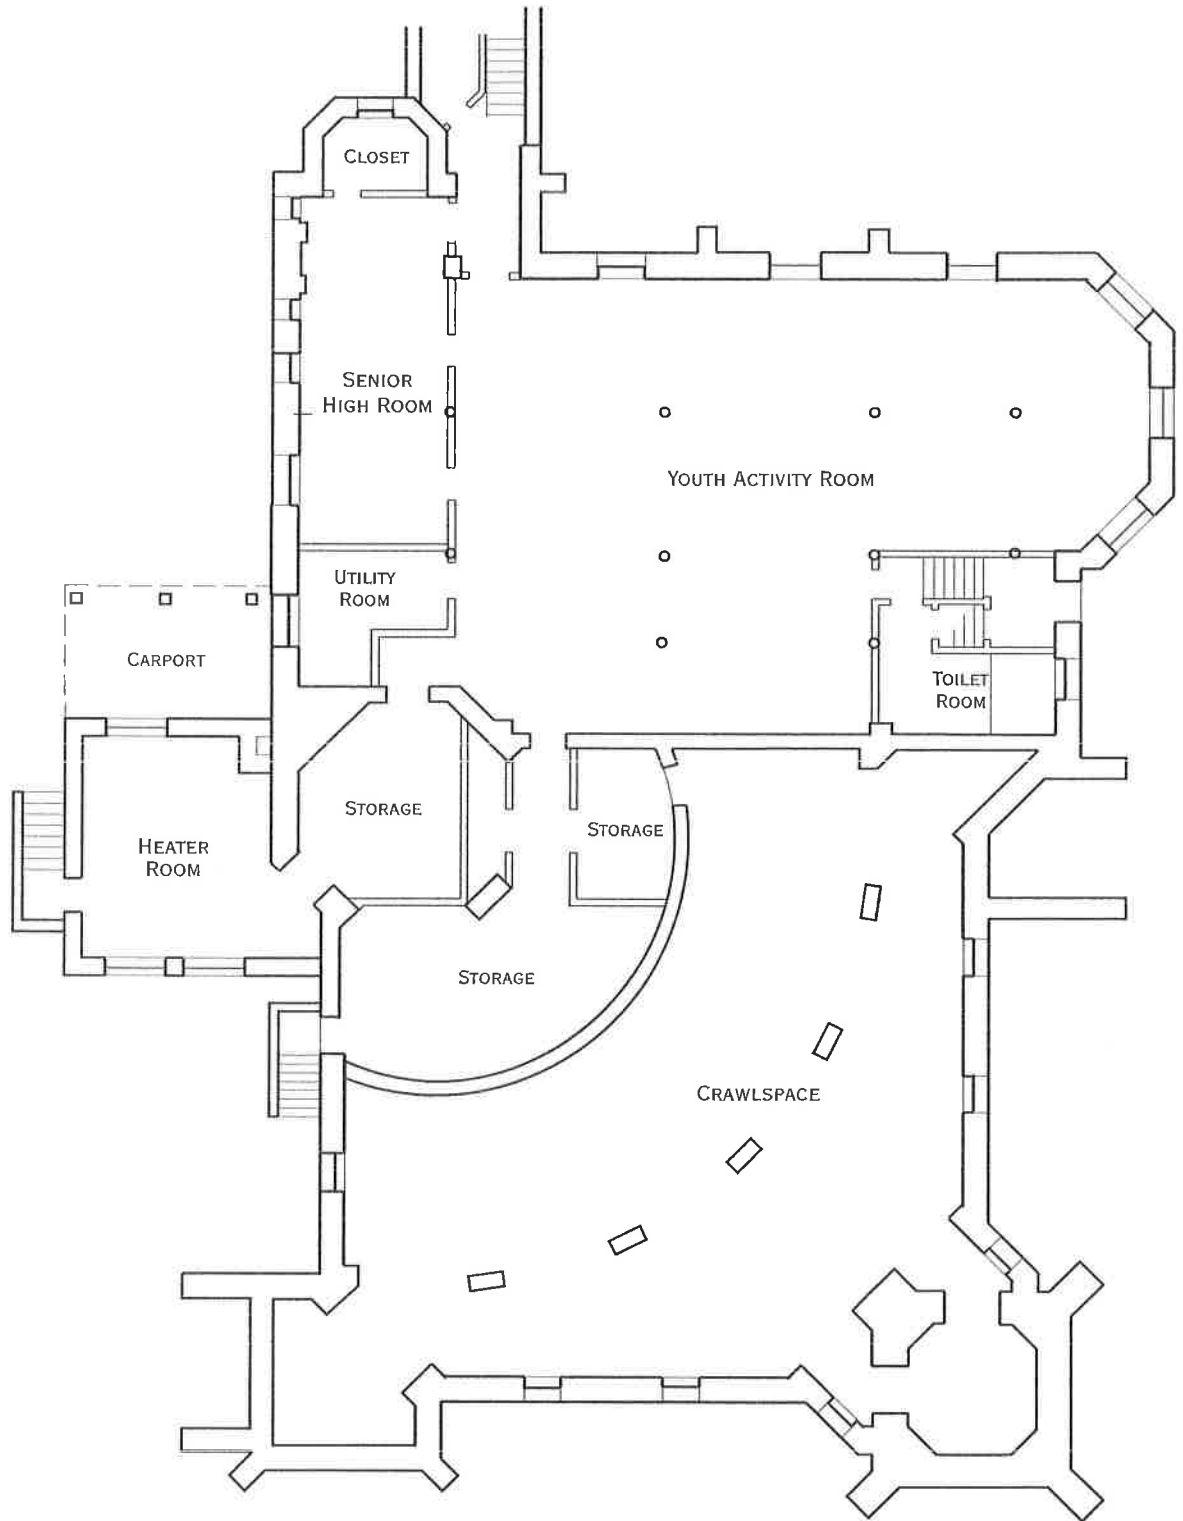 CLOSET
SENIOR
HIGH ROOM
YOUTH ACTIVITY ROOM
UTILITY
ROOM
CARPORT
TOILET
ROOM
STORAGE
STORAGE
HEATER
ROOM
STORAGE
CRAWLSPACE